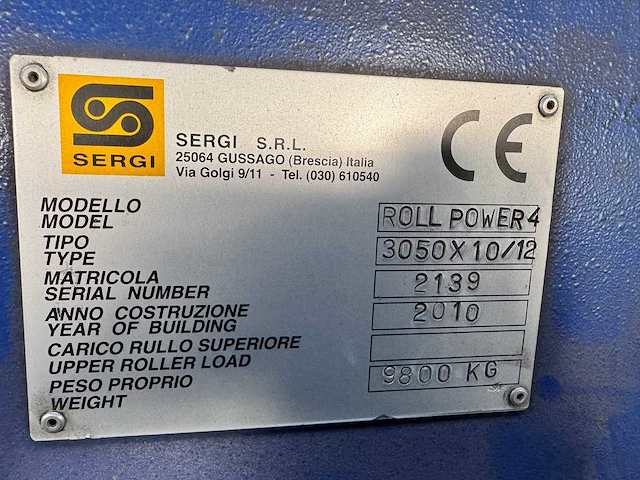 SERGI
SERGI S.R.L.
25064 GUSSAGO (Brescia) Italia
Via Golgi 9/11 - Tel. (030) 610540
CE
MODELLO
MODEL
ROLL POWER4
TIPO
TYPE
3050X10/12
MATRICOLA
SERIAL NUMBER
2139
ANNO COSTRUZIONE
YEAR OF BUILDING
2010
CARICO RULLO SUPERIORE
UPPER ROLLER LOAD
PESO PROPRIO
WEIGHT
9800 KG